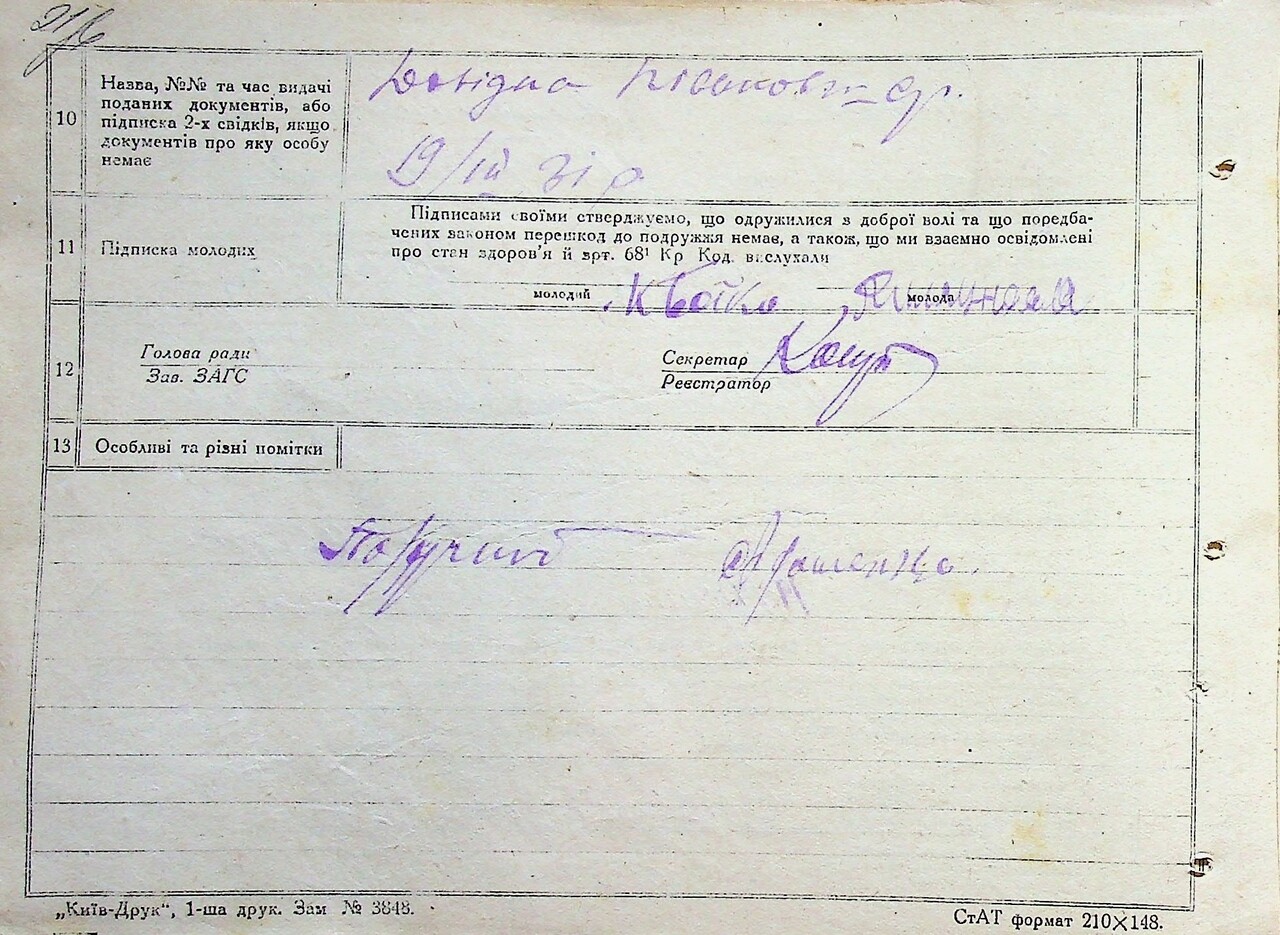 10
Назва, №№ та час видачі
поданих документів, або
підписка 2-х свідків, якщо
документів про яку особу
немає
Довідка
19/ІІІ 31 р
11
Підписка молодих
Підписами своїми стверджуємо, що одружилися з доброї волі та що поредба-
чених законом перешкод до подружжя немає, а також, що ми взаємно освідомлені
про стан здоров'я й арт. 68¹ Кр Код. вислухали
молодий К Бойко молода
12
Голова ради
Зав. ЗАГС
Секретар
Реєстратор
13
Особливі та різні помітки
„Київ-Друк“, 1-ша друк. Зам № 3848.
СтАТ формат 210×148.